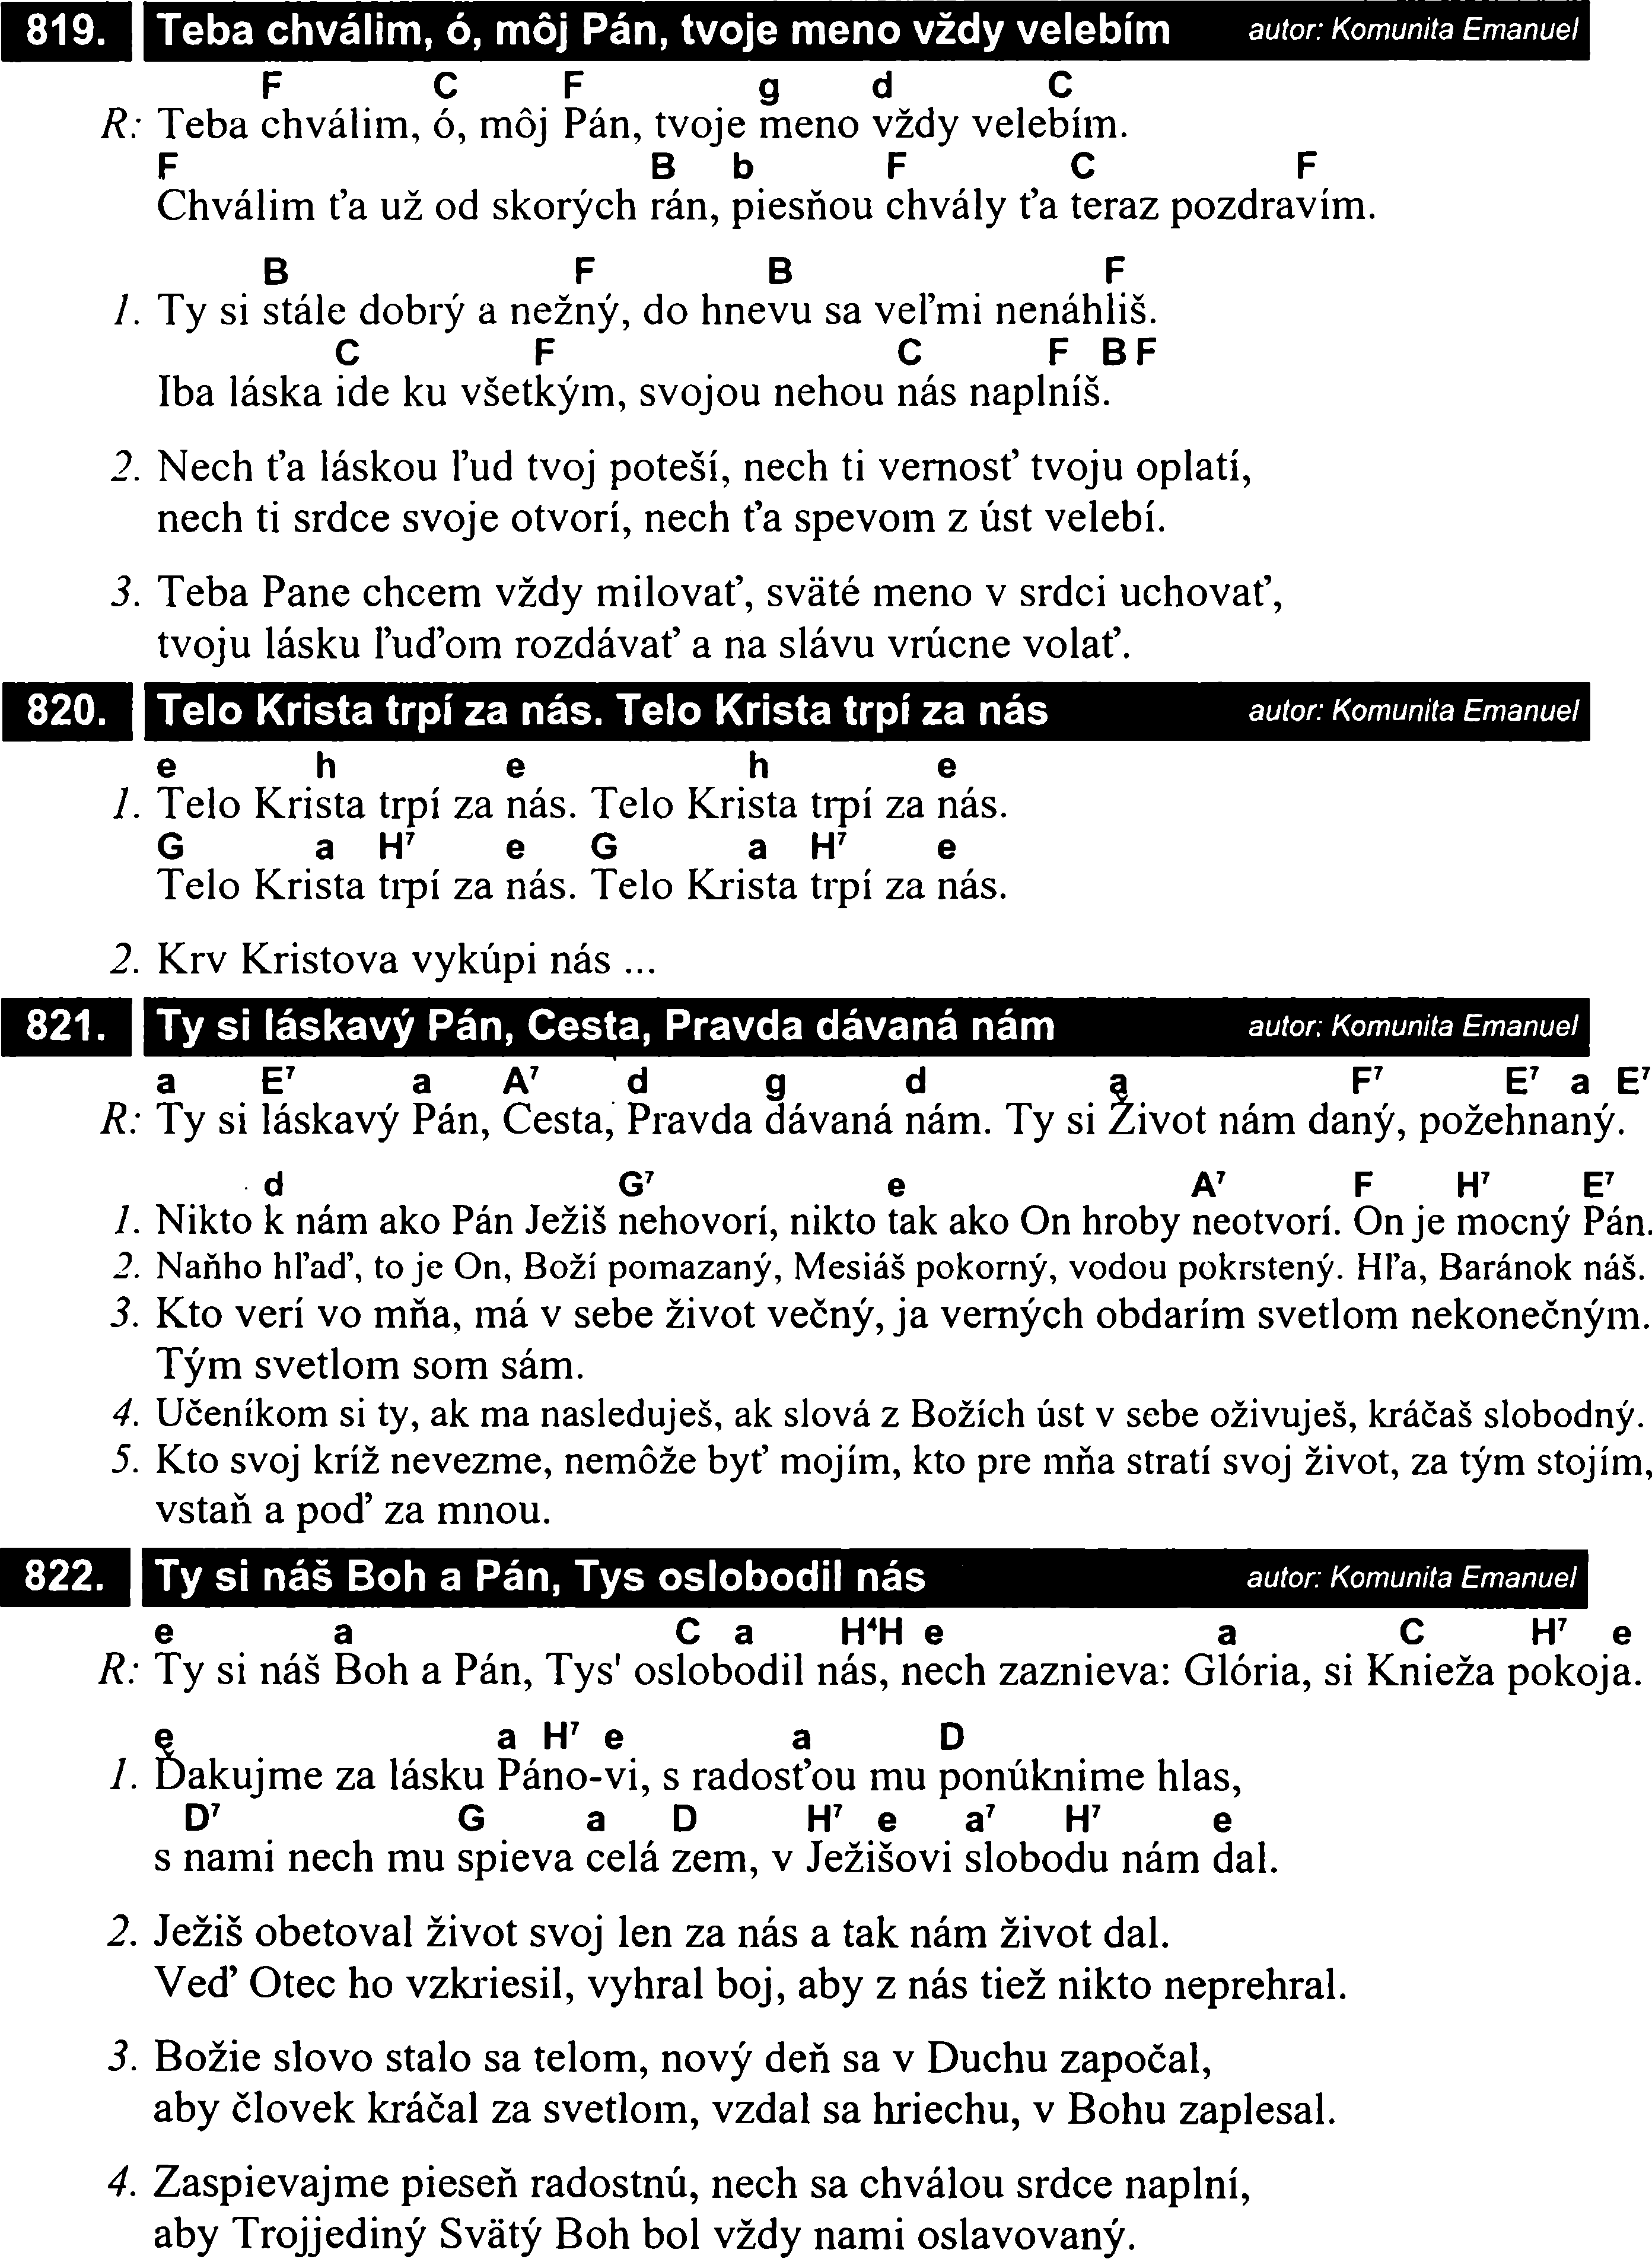 819. Teba chválim, ó, môj Pán, tvoje meno vždy velebím autor: Komunita Emanuel
F C F g d C
R: Teba chválim, ó, môj Pán, tvoje meno vždy velebím.
F B b F C F
Chválim ťa už od skorých rán, piesňou chvály ťa teraz pozdravím.
B F B F
1. Ty si stále dobrý a nežný, do hnevu sa veľmi nenáhliš.
C F C F B F
Iba láska ide ku všetkým, svojou nehou nás naplníš.
2. Nech ťa láskou ľud tvoj poteší, nech ti vernosť tvoju oplatí,
nech ti srdce svoje otvorí, nech ťa spevom z úst velebí.
3. Teba Pane chcem vždy milovať, sväté meno v srdci uchovať,
tvoju lásku ľuďom rozdávať a na slávu vrúcne volať.
820. Telo Krista trpí za nás. Telo Krista trpí za nás autor: Komunita Emanuel
e h e h e
1. Telo Krista trpí za nás. Telo Krista trpí za nás.
G a H⁷ e G a H⁷ e
Telo Krista trpí za nás. Telo Krista trpí za nás.
2. Krv Kristova vykúpi nás ...
821. Ty si láskavý Pán, Cesta, Pravda dávaná nám autor: Komunita Emanuel
a E⁷ a A⁷ d g d a F⁷ E⁷ a E⁷
R: Ty si láskavý Pán, Cesta, Pravda dávaná nám. Ty si Život nám daný, požehnaný.
d G⁷ e A⁷ F H⁷ E⁷
1. Nikto k nám ako Pán Ježiš nehovorí, nikto tak ako On hroby neotvorí. On je mocný Pán.
2. Naňho hľaď, to je On, Boží pomazaný, Mesiáš pokorný, vodou pokrstený. Hľa, Baránok náš.
3. Kto verí vo mňa, má v sebe život večný, ja verných obdarím svetlom nekonečným.
Tým svetlom som sám.
4. Učeníkom si ty, ak ma nasleduješ, ak slová z Božích úst v sebe oživuješ, kráčaš slobodný.
5. Kto svoj kríž nevezme, nemôže byť mojím, kto pre mňa stratí svoj život, za tým stojím,
vstaň a poď za mnou.
822. Ty si náš Boh a Pán, Tys oslobodil nás autor: Komunita Emanuel
e a C a H⁴H e a C H⁷ e
R: Ty si náš Boh a Pán, Tys' oslobodil nás, nech zaznieva: Glória, si Knieža pokoja.
e a H⁷ e a D
1. Ďakujme za lásku Páno-vi, s radosťou mu ponúknime hlas,
D⁷ G a D H⁷ e a⁷ H⁷ e
s nami nech mu spieva celá zem, v Ježišovi slobodu nám dal.
2. Ježiš obetoval život svoj len za nás a tak nám život dal.
Veď Otec ho vzkriesil, vyhral boj, aby z nás tiež nikto neprehral.
3. Božie slovo stalo sa telom, nový deň sa v Duchu započal,
aby človek kráčal za svetlom, vzdal sa hriechu, v Bohu zaplesal.
4. Zaspievajme pieseň radostnú, nech sa chválou srdce naplní,
aby Trojjediný Svätý Boh bol vždy nami oslavovaný.